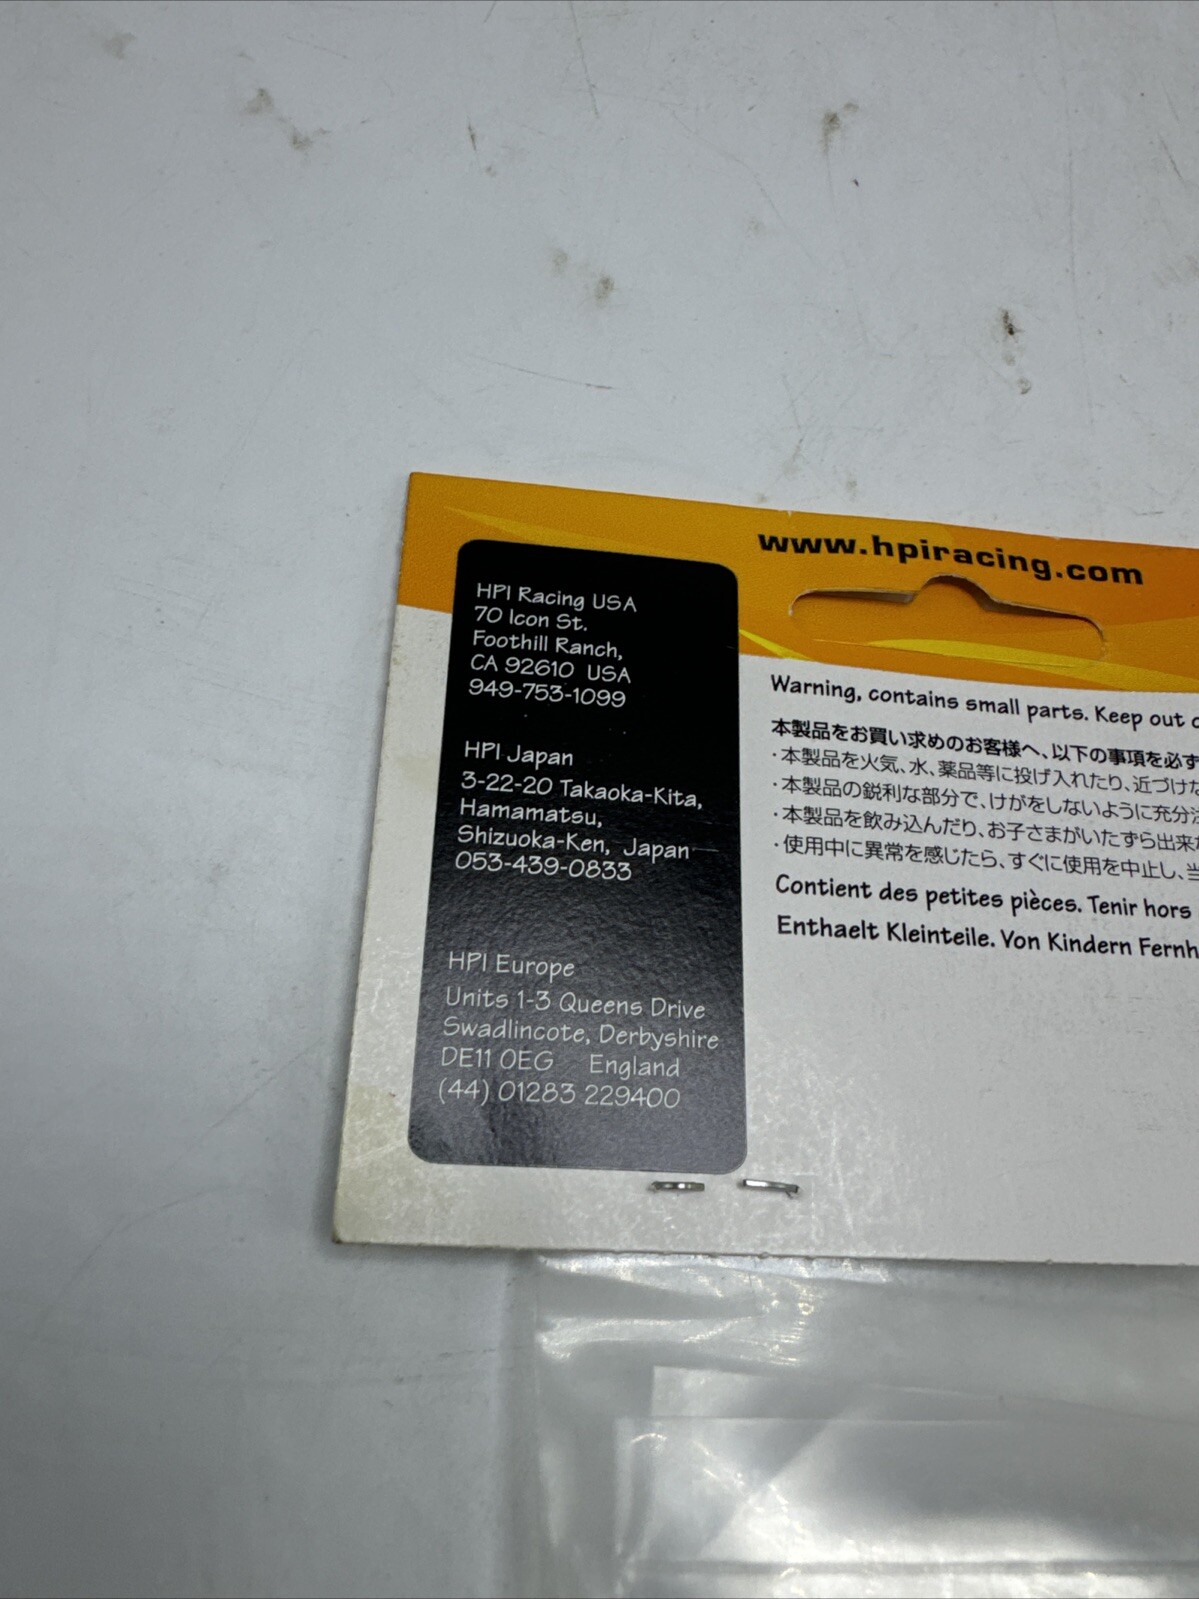 www.hpiracing.com
HPI Racing USA
70 Icon St.
Foothill Ranch,
CA 92610 USA
949-753-1099
HPI Japan
3-22-20 Takaoka-Kita,
Hamamatsu,
Shizuoka-Ken, Japan
053-439-0833
HPI Europe
Units 1-3 Queens Drive
Swadlincote, Derbyshire
DE11 0EG England
(44) 01283 229400
Warning, contains small parts. Keep out
本製品をお買い求めのお客様へ、以下の事項を必ず
・本製品を火気、水、薬品等に投げ入れたり、近づけな
・本製品の鋭利な部分で、けがをしないように充分注
・本製品を飲み込んだり、お子さまがいたずら出来
・使用中に異常を感じたら、すぐに使用を中止し、当
Contient des petites pièces. Tenir hors
Enthaelt Kleinteile. Von Kindern